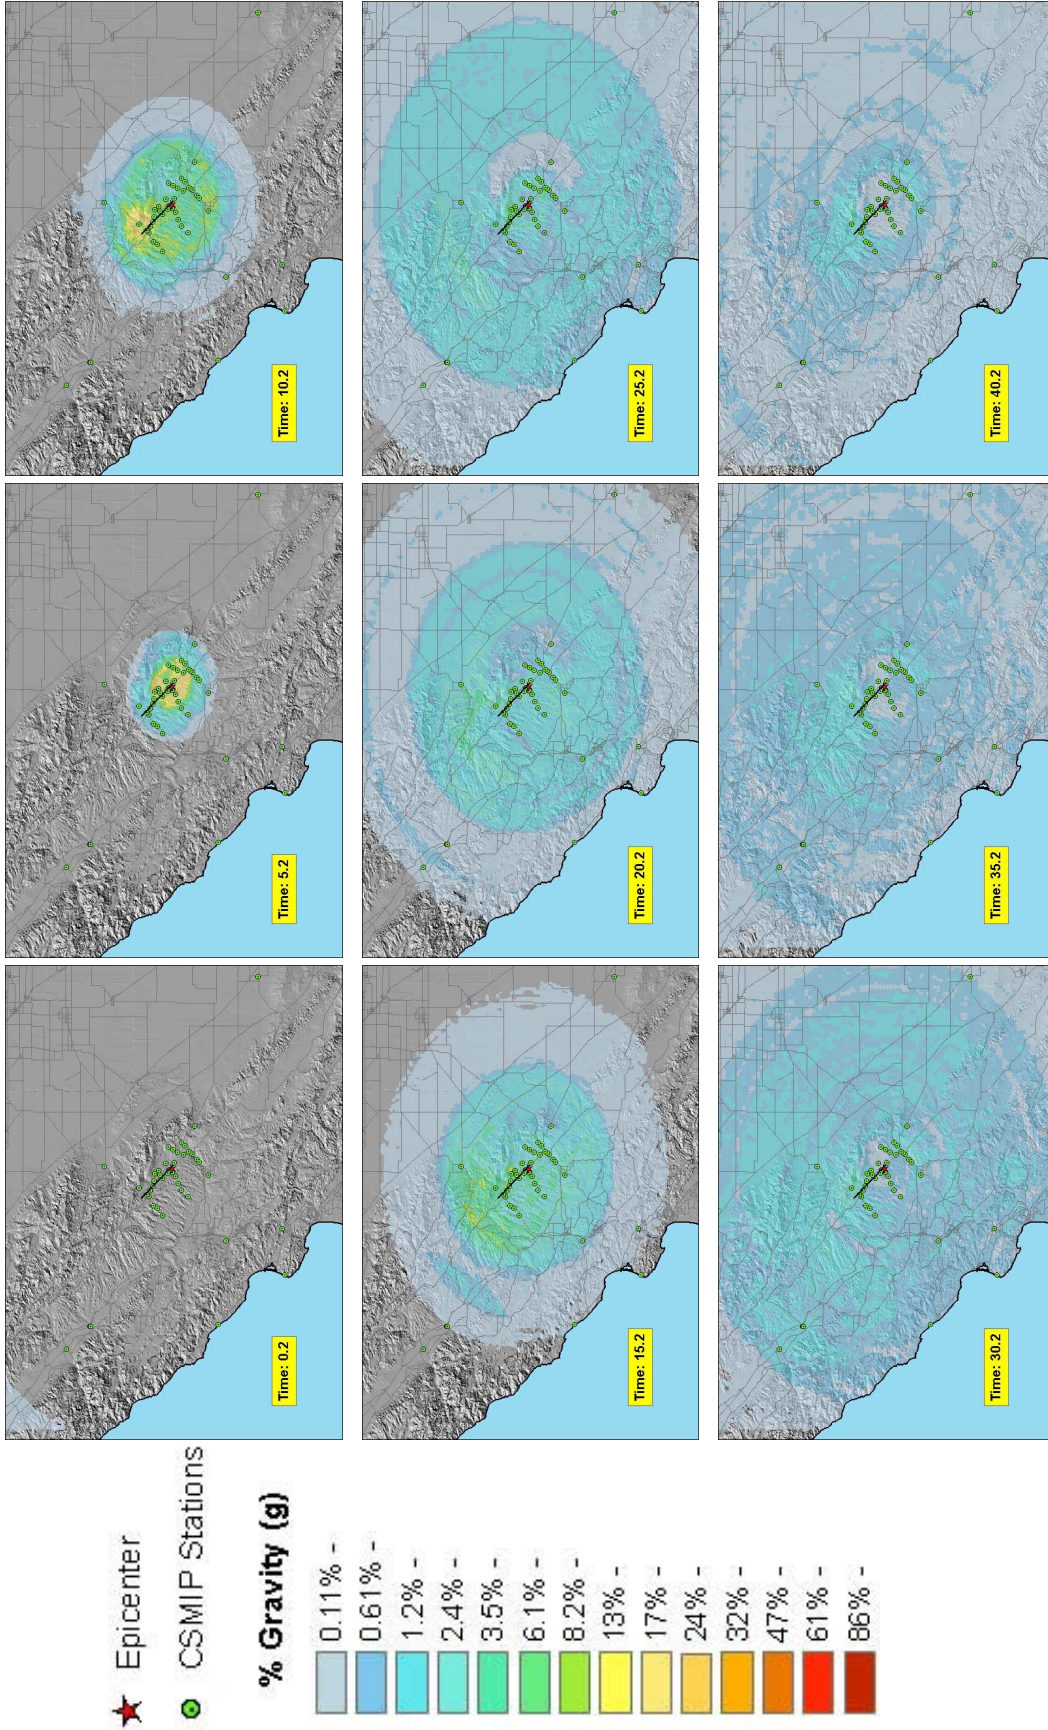 Epicenter
CSMIP Stations
% Gravity (g)
0.11% -
0.61% -
1.2% -
2.4% -
3.5% -
6.1% -
8.2% -
13% -
17% -
24% -
32% -
47% -
61% -
86% -
Time: 0.2
Time: 5.2
Time: 10.2
Time: 15.2
Time: 20.2
Time: 25.2
Time: 30.2
Time: 35.2
Time: 40.2